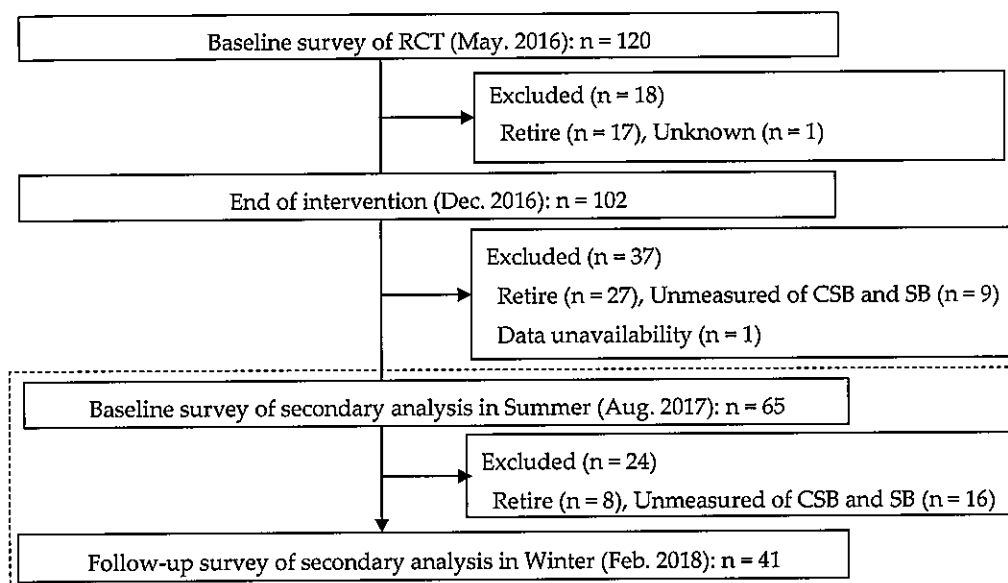 Baseline survey of RCT (May. 2016): n = 120
Excluded (n = 18)
Retire (n = 17), Unknown (n = 1)
End of intervention (Dec. 2016): n = 102
Excluded (n = 37)
Retire (n = 27), Unmeasured of CSB and SB (n = 9)
Data unavailability (n = 1)
Baseline survey of secondary analysis in Summer (Aug. 2017): n = 65
Excluded (n = 24)
Retire (n = 8), Unmeasured of CSB and SB (n = 16)
Follow-up survey of secondary analysis in Winter (Feb. 2018): n = 41